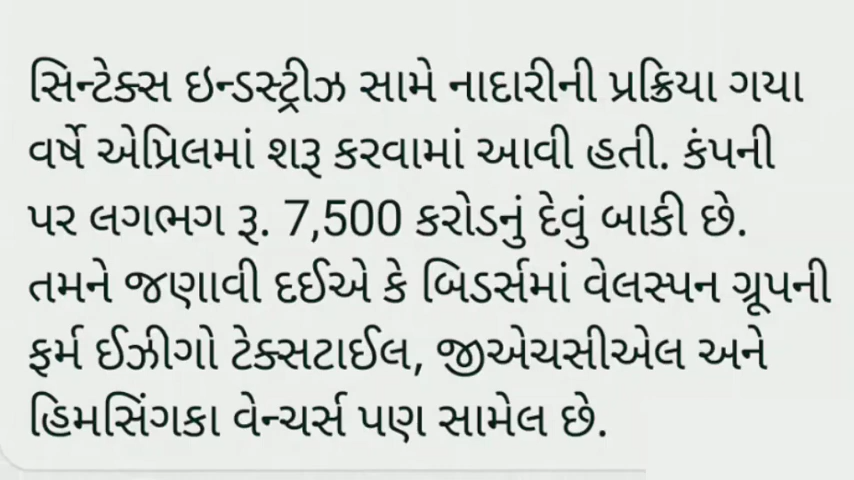 સિન્ટેક્સ ઇન્ડસ્ટ્રીઝ સામે નાદારીની પ્રક્રિયા ગયા
વર્ષે એપ્રિલમાં શરૂ કરવામાં આવી હતી. કંપની
પર લગભગ રૂ. 7,500 કરોડનું દેવું બાકી છે.
તમને જણાવી દઈએ કે બિડર્સમાં વેલસ્પન ગ્રૂપની
ફર્મ ઈઝીગો ટેક્સટાઈલ, જીએચસીએલ અને
હિમસિંગકા વેન્ચર્સ પણ સામેલ છે.